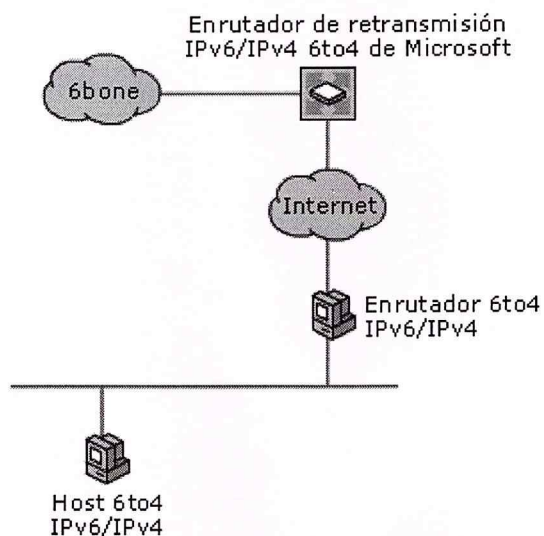 Enrutador de retransmisión
IPv6/IPv4 6to4 de Microsoft
6bone
Internet
Enrutador 6to4
IPv6/IPv4
Host 6to4
IPv6/IPv4